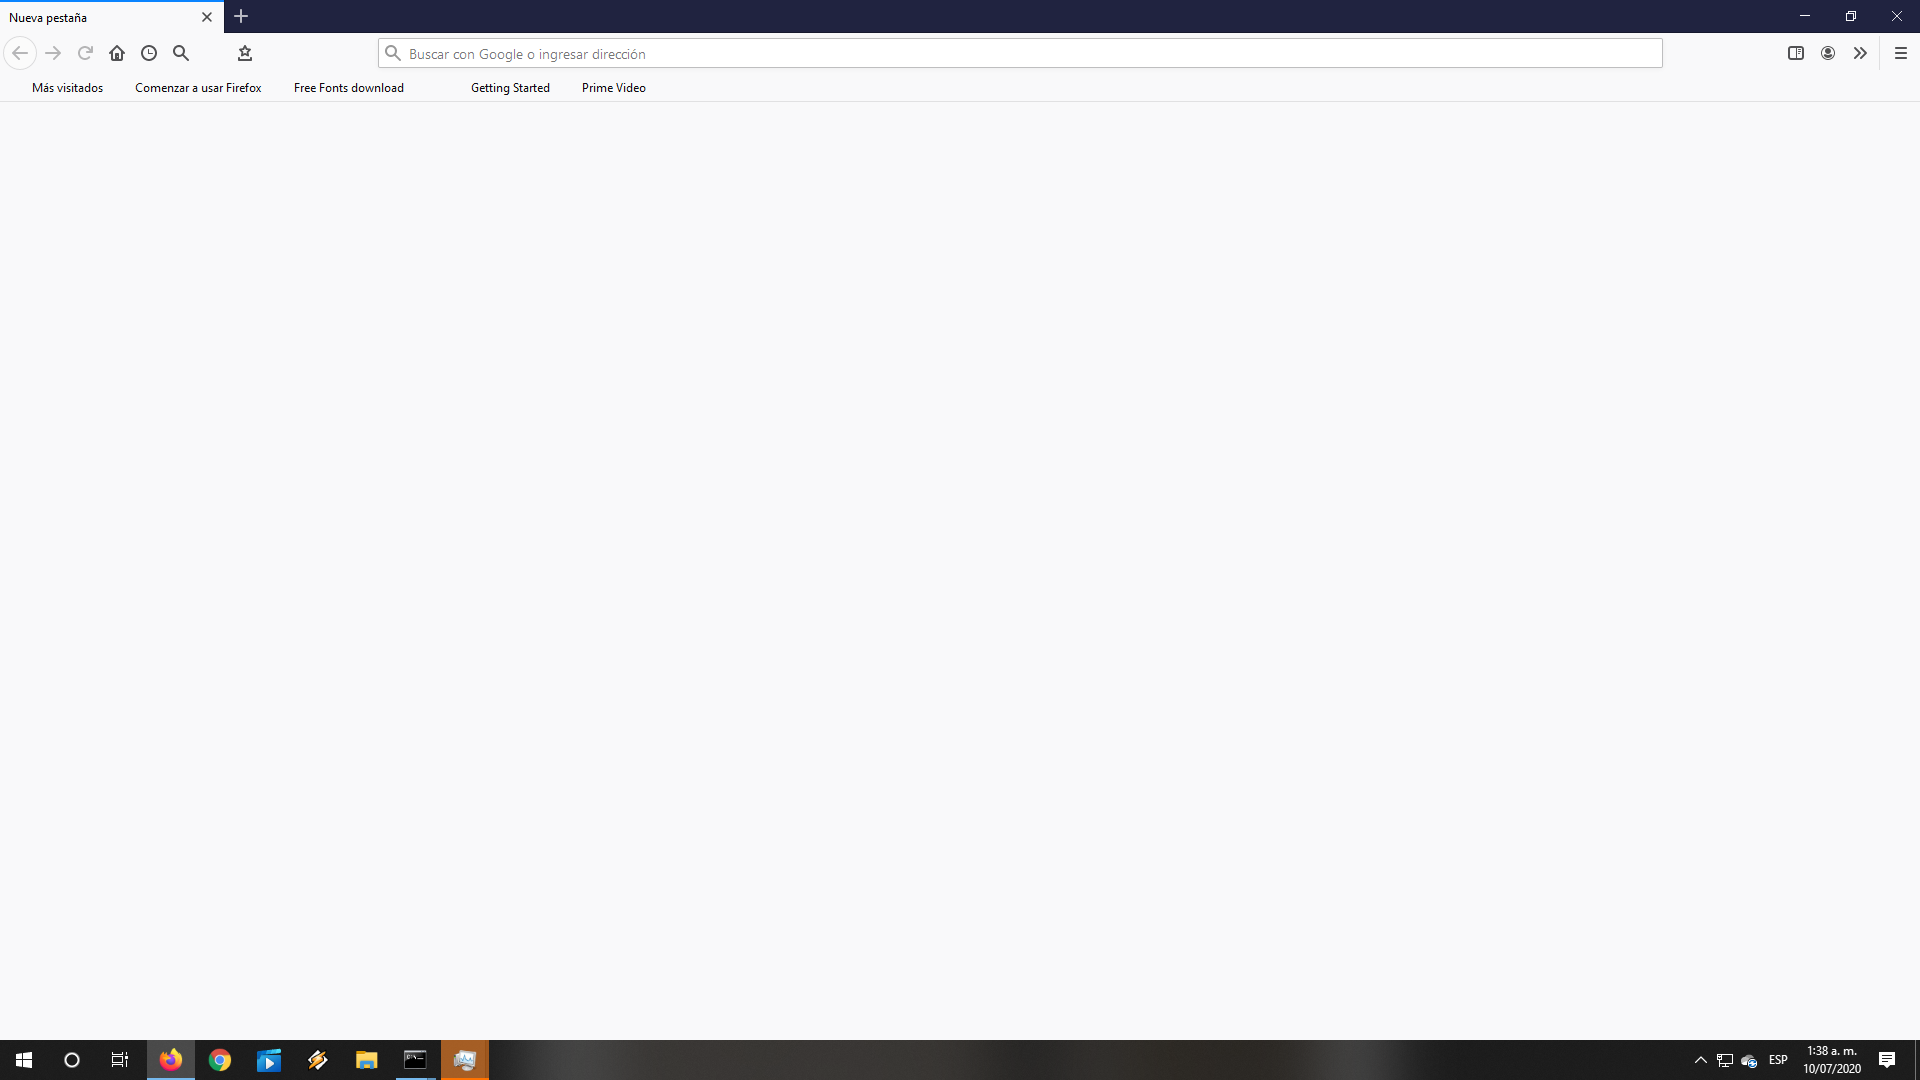 Nueva pestaña
Buscar con Google o ingresar dirección
Más visitados
Comenzar a usar Firefox
Free Fonts download
Getting Started
Prime Video
ESP
1:38 a. m.
10/07/2020